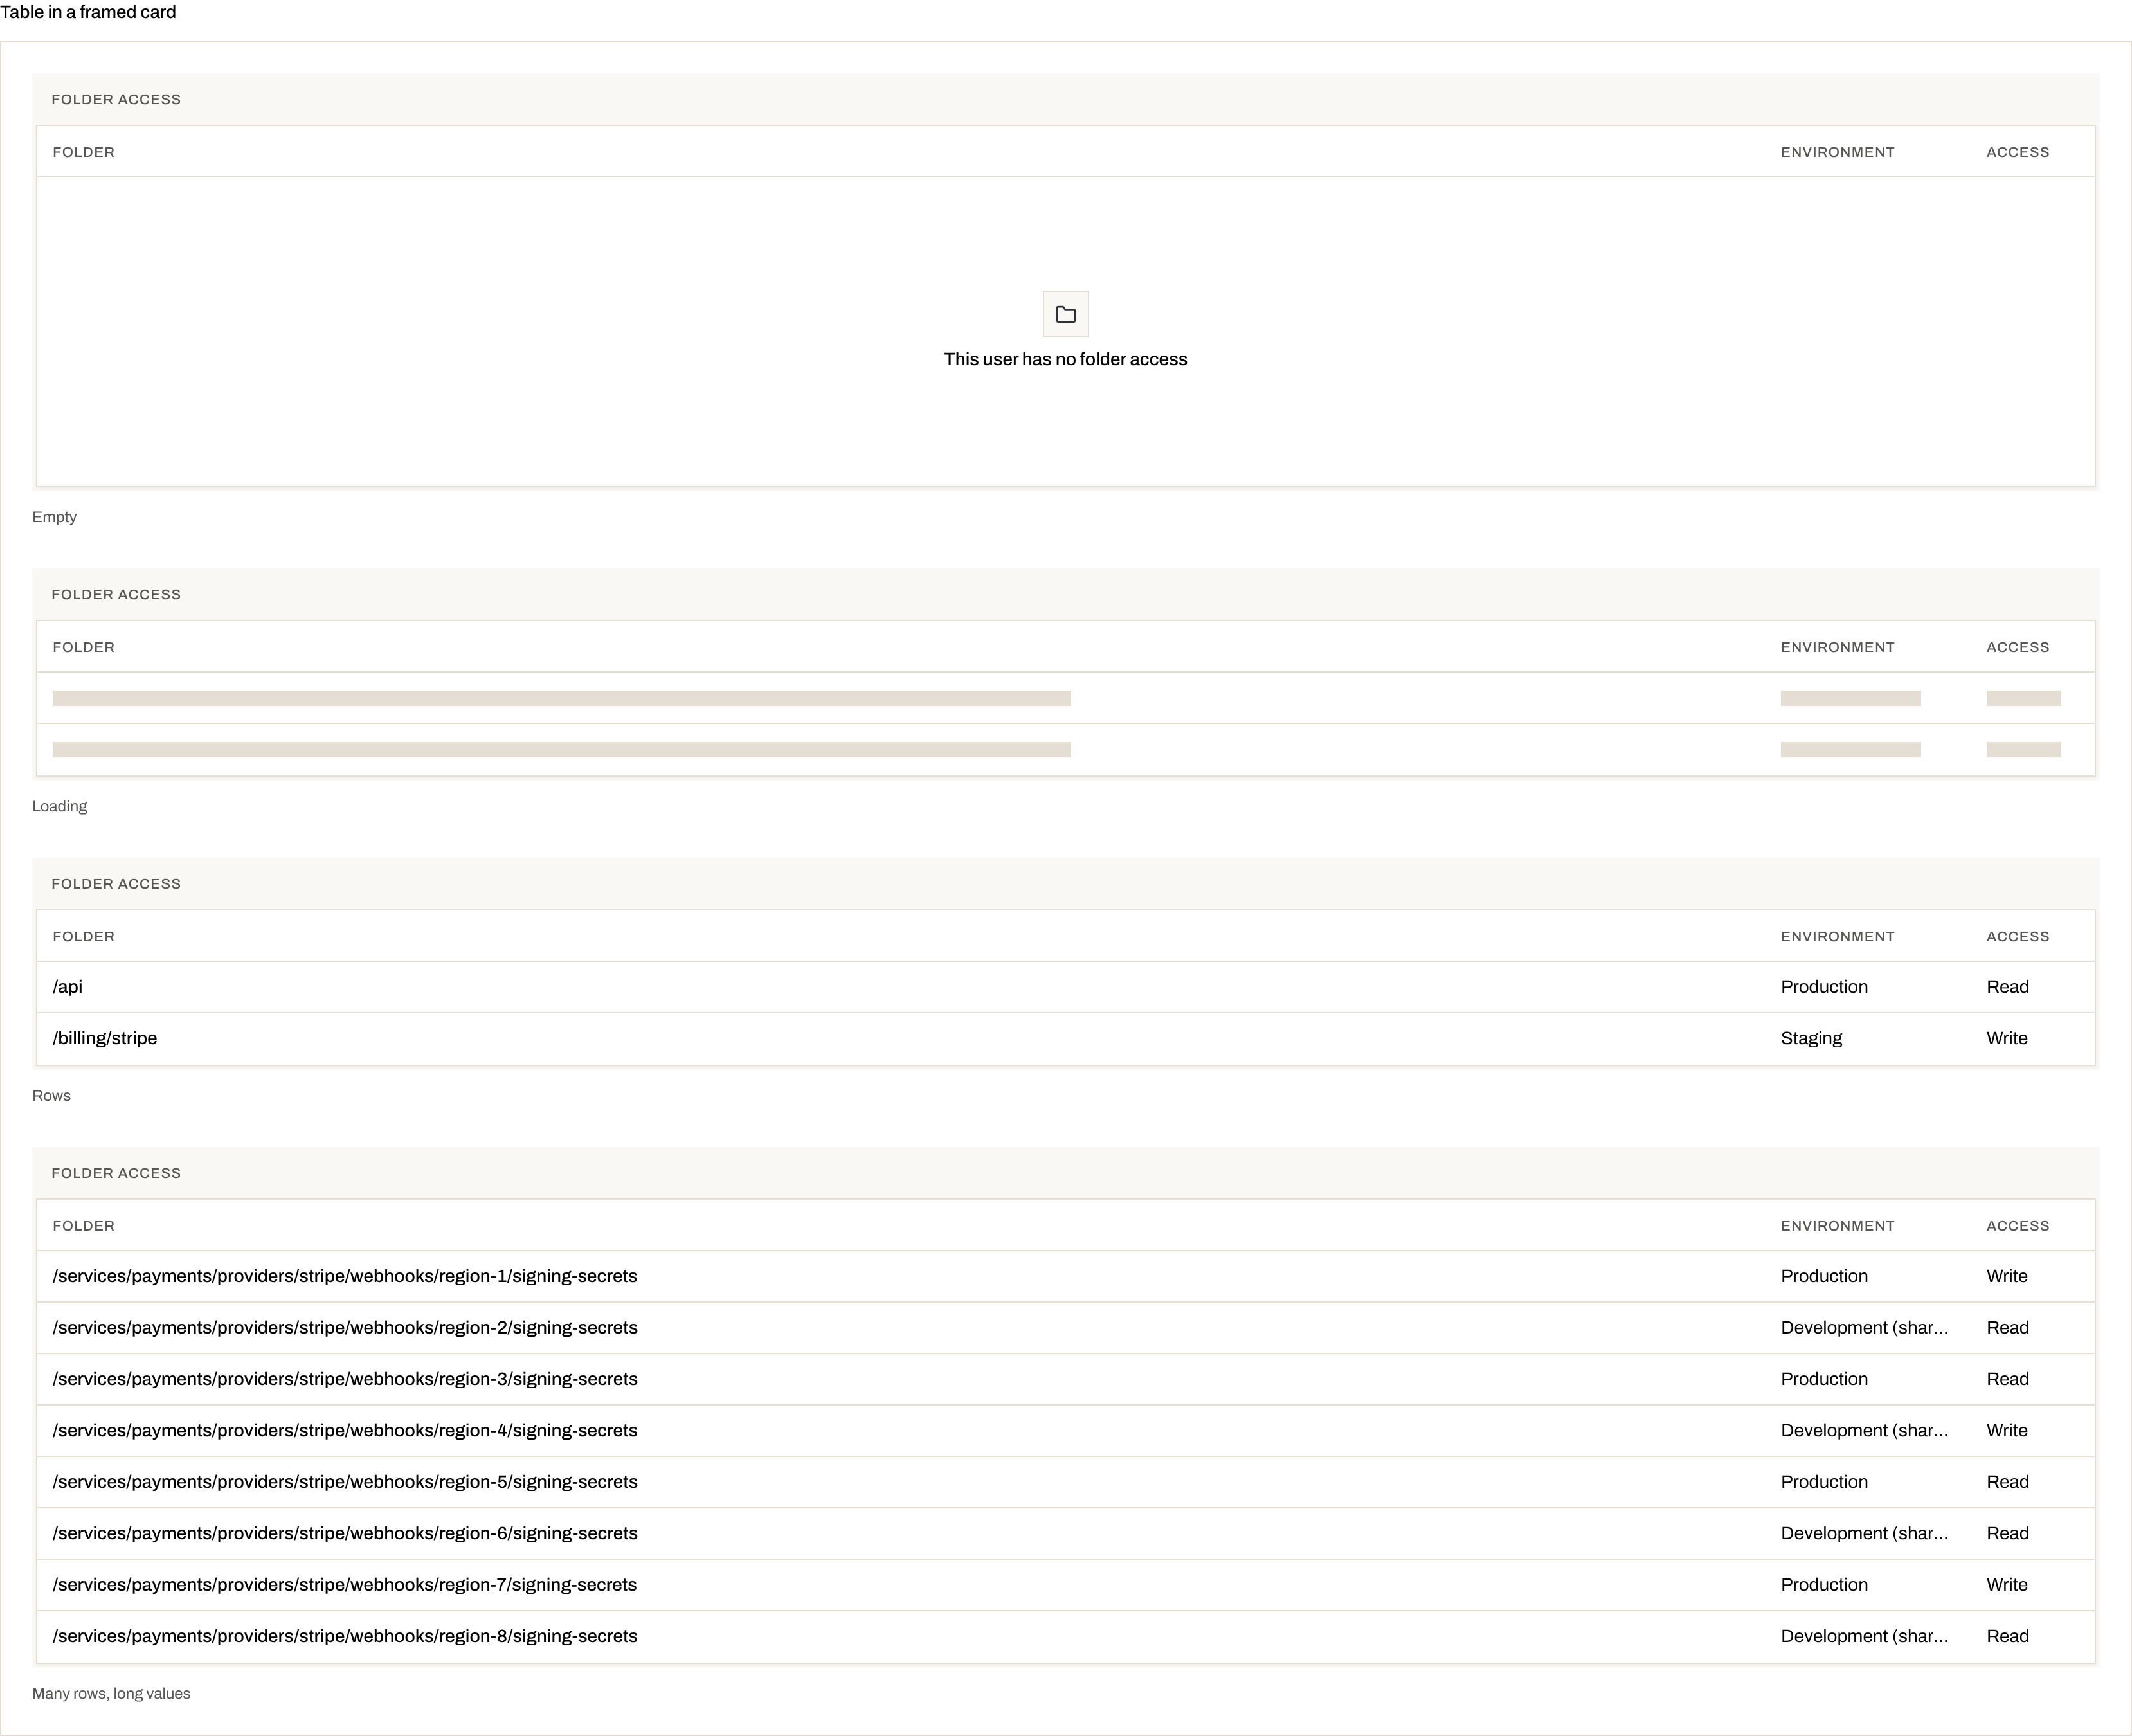 Table in a framed card
FOLDER ACCESS
FOLDER ENVIRONMENT ACCESS
This user has no folder access
Empty
FOLDER ACCESS
FOLDER ENVIRONMENT ACCESS
Loading
FOLDER ACCESS
FOLDER ENVIRONMENT ACCESS
/api Production Read
/billing/stripe Staging Write
Rows
FOLDER ACCESS
FOLDER ENVIRONMENT ACCESS
/services/payments/providers/stripe/webhooks/region-1/signing-secrets Production Write
/services/payments/providers/stripe/webhooks/region-2/signing-secrets Development (shar... Read
/services/payments/providers/stripe/webhooks/region-3/signing-secrets Production Read
/services/payments/providers/stripe/webhooks/region-4/signing-secrets Development (shar... Write
/services/payments/providers/stripe/webhooks/region-5/signing-secrets Production Read
/services/payments/providers/stripe/webhooks/region-6/signing-secrets Development (shar... Read
/services/payments/providers/stripe/webhooks/region-7/signing-secrets Production Write
/services/payments/providers/stripe/webhooks/region-8/signing-secrets Development (shar... Read
Many rows, long values